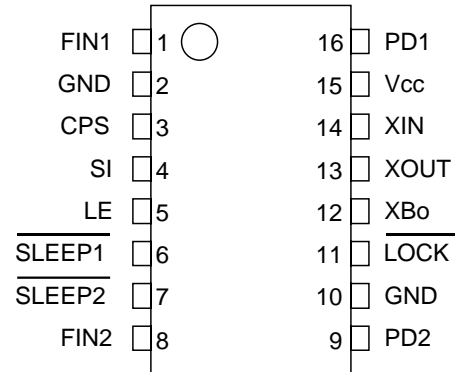 FIN1 1 16 PD1
GND 2 15 Vcc
CPS 3 14 XIN
SI 4 13 XOUT
LE 5 12 XBo
SLEEP1 6 11 LOCK
SLEEP2 7 10 GND
FIN2 8 9 PD2